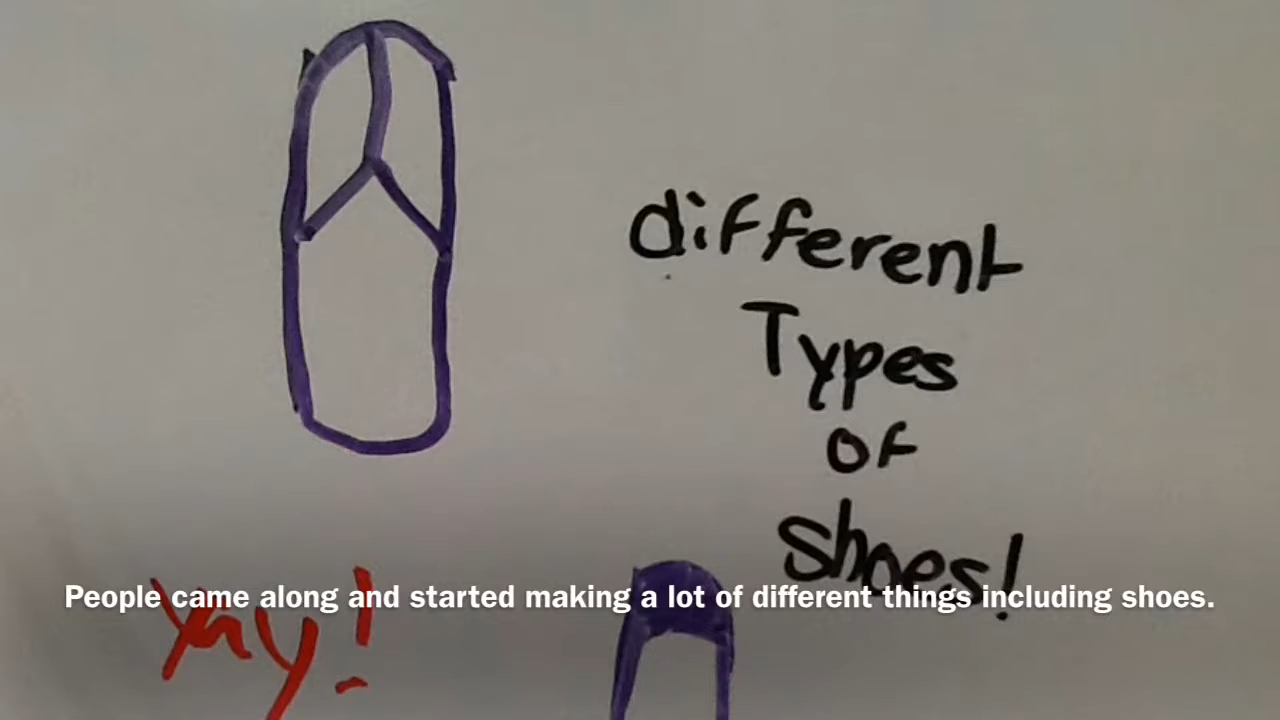 different
Types
of
shoes!
People came along and started making a lot of different things including shoes.
yay!